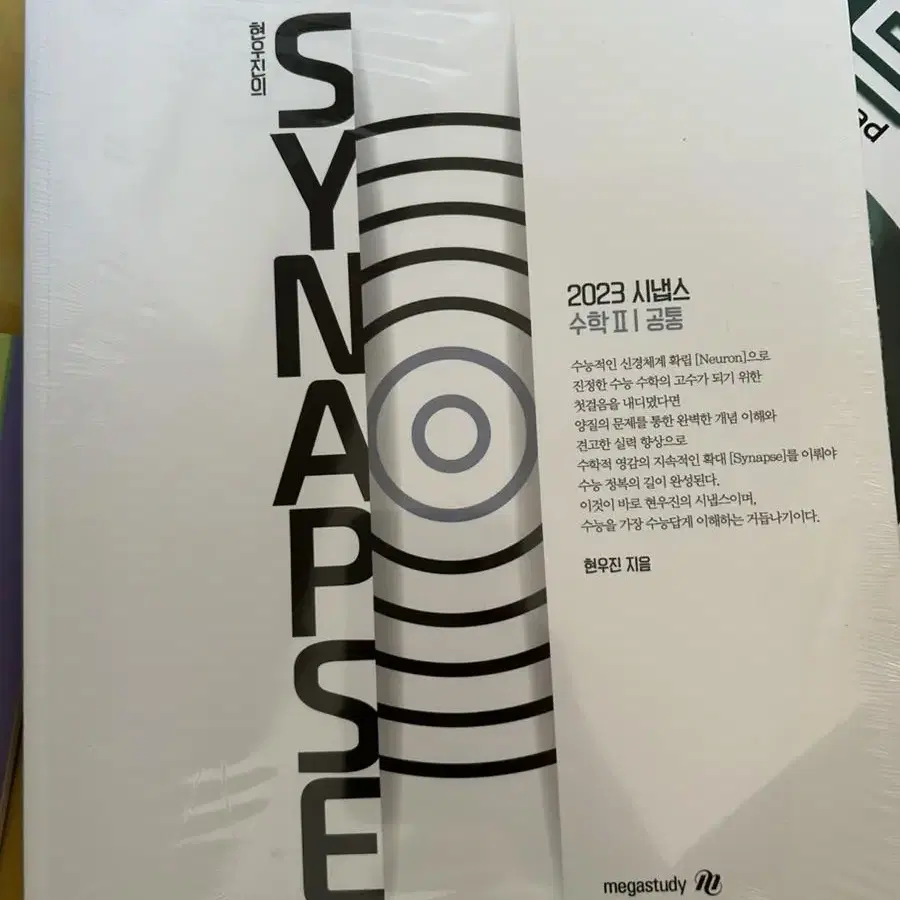 현우진의
SYNAPSE
2023 시냅스
수학 II | 공통
수능적인 신경체계 확립 [Neuron]으로
진정한 수능 수학의 고수가 되기 위한
첫걸음을 내디뎠다면
양질의 문제를 통한 완벽한 개념 이해와
견고한 실력 향상으로
수학적 영감의 지속적인 확대 [Synapse]를 이뤄야
수능 정복의 길이 완성된다.
이것이 바로 현우진의 시냅스이며,
수능을 가장 수능답게 이해하는 거듭나기이다.
현우진 지음
megastudy